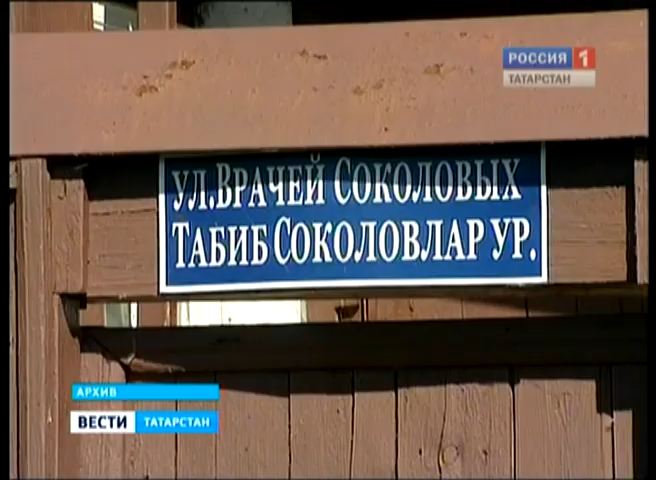 РОССИЯ 1
ТАТАРСТАН
УЛ.ВРАЧЕЙ СОКОЛОВЫХ
ТАБИБ СОКОЛОВЛАР УР.
АРХИВ
ВЕСТИ ТАТАРСТАН